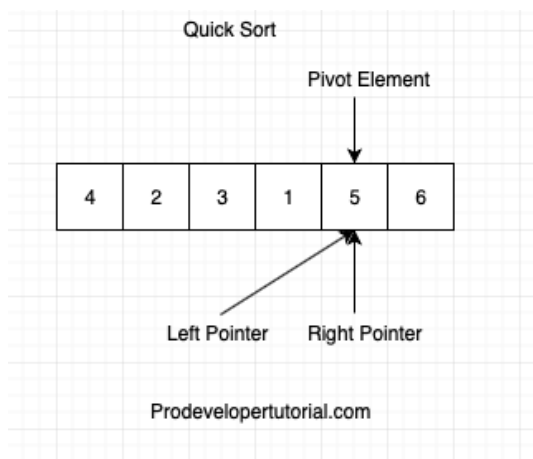 Quick Sort
Pivot Element
4 2 3 1 5 6
Left Pointer Right Pointer
Prodevelopertutorial.com